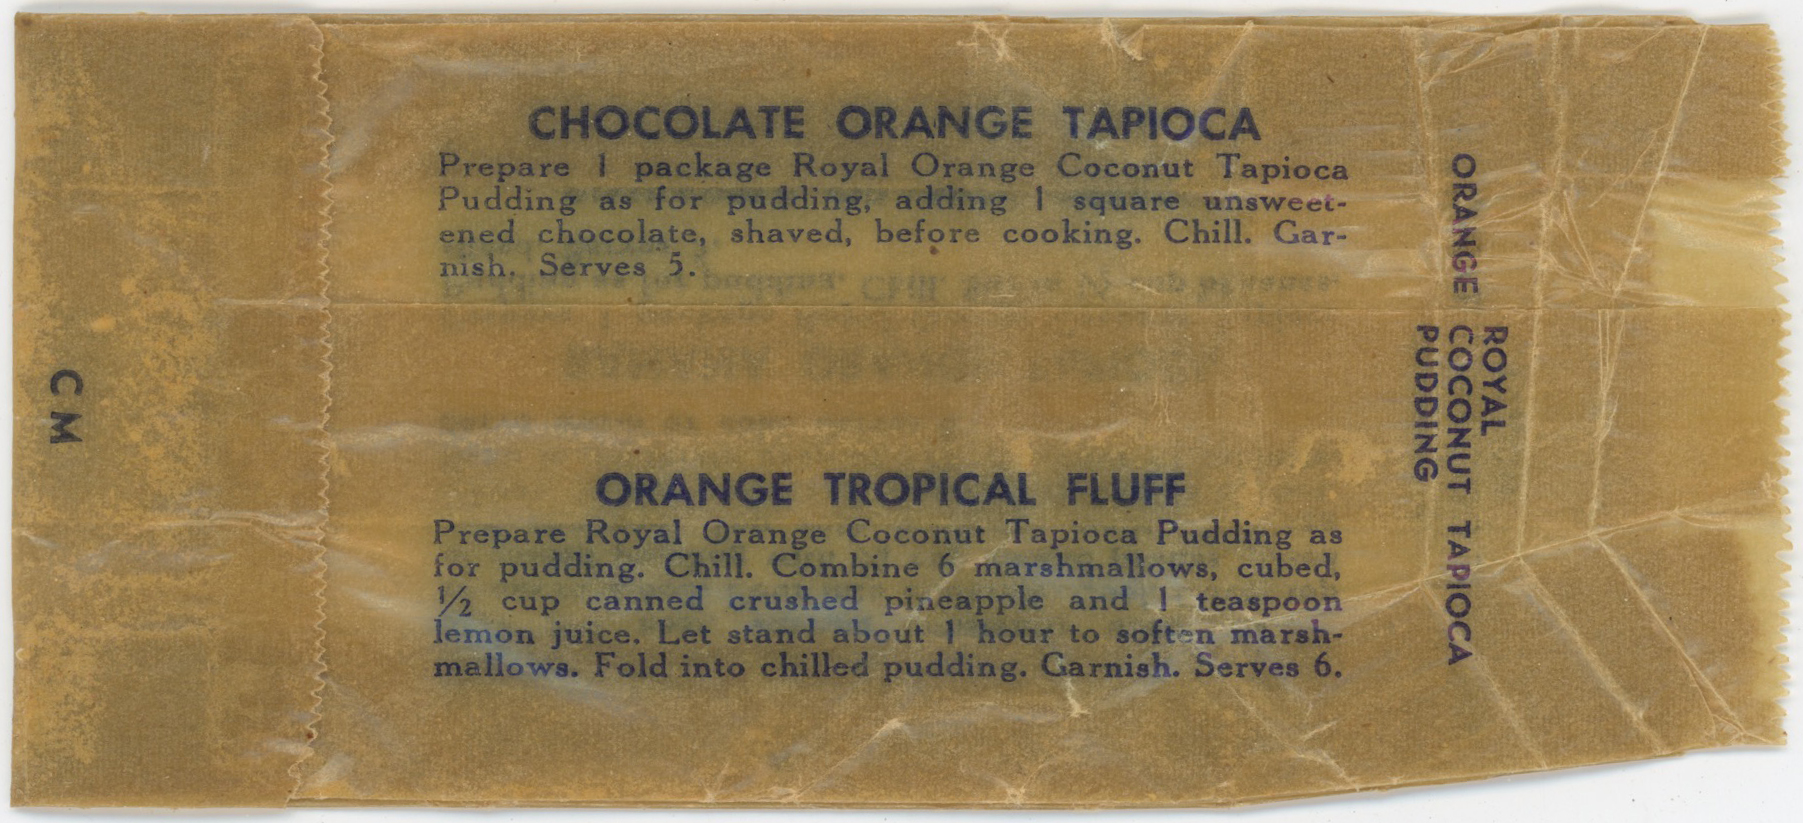 CHOCOLATE ORANGE TAPIOCA
Prepare 1 package Royal Orange Coconut Tapioca
Pudding as for pudding, adding 1 square unsweet-
ened chocolate, shaved, before cooking. Chill. Gar-
nish. Serves 5.
ORANGE TROPICAL FLUFF
Prepare Royal Orange Coconut Tapioca Pudding as
for pudding. Chill. Combine 6 marshmallows, cubed,
½ cup canned crushed pineapple and 1 teaspoon
lemon juice. Let stand about 1 hour to soften marsh-
mallows. Fold into chilled pudding. Garnish. Serves 6.
ROYAL
ORANGE COCONUT TAPIOCA
PUDDING
C M